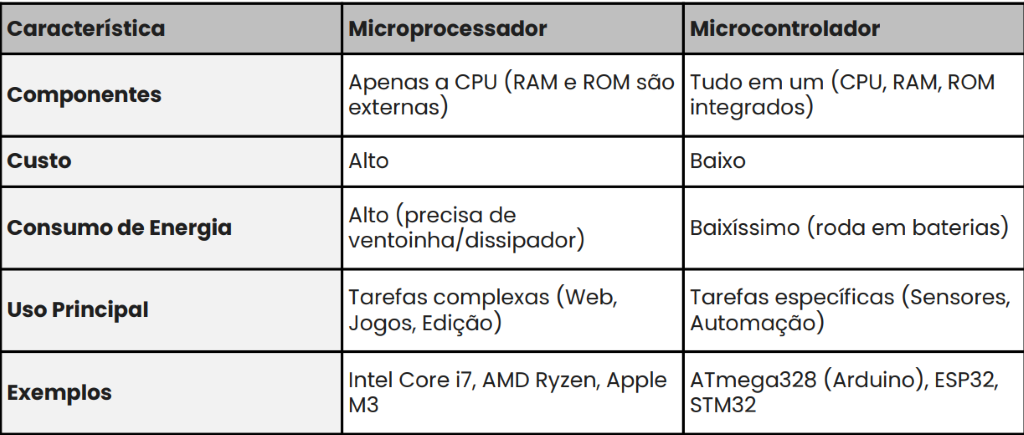 Característica
Microprocessador
Microcontrolador
Componentes
Apenas a CPU (RAM e ROM são
externas)
Tudo em um (CPU, RAM, ROM
integrados)
Custo
Alto
Baixo
Consumo de Energia
Alto (precisa de
ventoinha/dissipador)
Baixíssimo (roda em baterias)
Uso Principal
Tarefas complexas (Web,
Jogos, Edição)
Tarefas específicas (Sensores,
Automação)
Exemplos
Intel Core i7, AMD Ryzen, Apple
M3
ATmega328 (Arduino), ESP32,
STM32